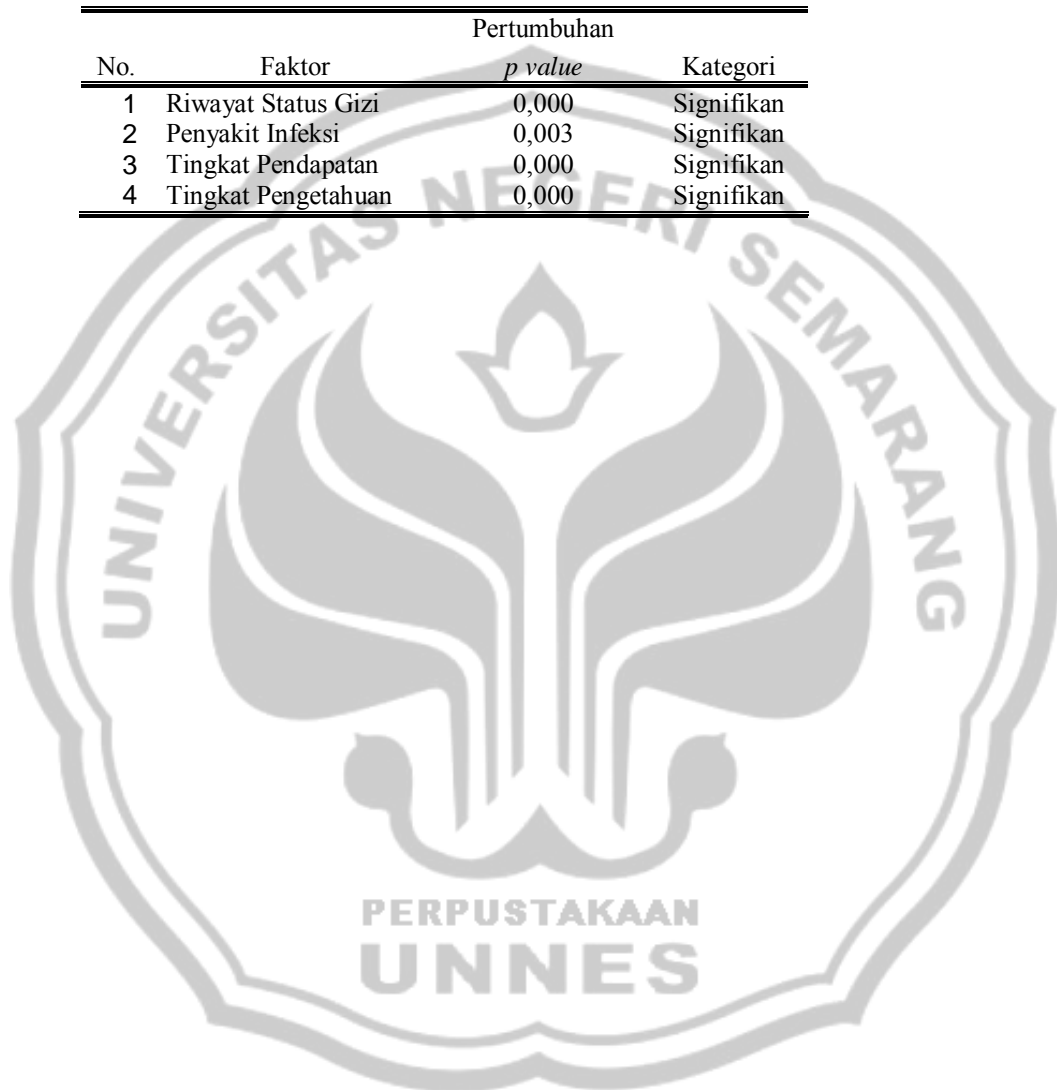 Pertumbuhan
No. Faktor p value Kategori
1 Riwayat Status Gizi 0,000 Signifikan
2 Penyakit Infeksi 0,003 Signifikan
3 Tingkat Pendapatan 0,000 Signifikan
4 Tingkat Pengetahuan 0,000 Signifikan
UNIVERSITAS NEGERI SEMARANG
PERPUSTAKAAN
UNNES